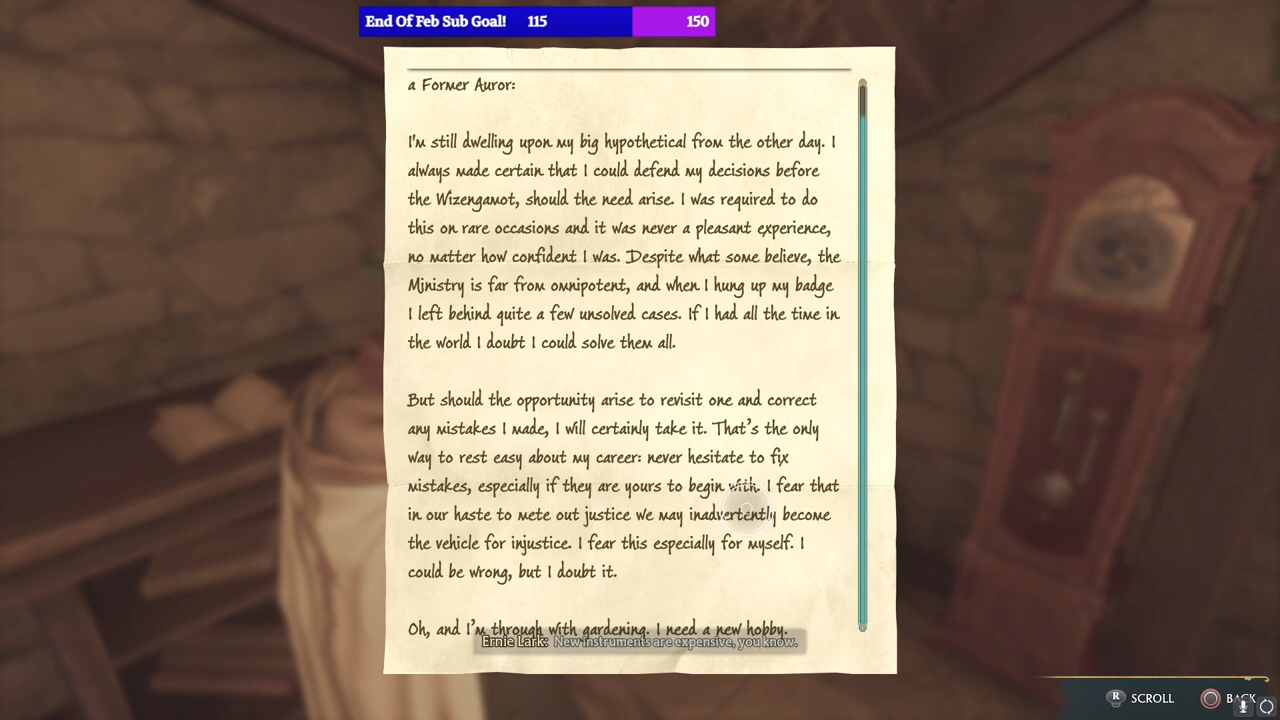 End Of Feb Sub Goal! 115 150
a Former Auror:
I'm still dwelling upon my big hypothetical from the other day. I
always made certain that I could defend my decisions before
the Wizengamot, should the need arise. I was required to do
this on rare occasions and it was never a pleasant experience,
no matter how confident I was. Despite what some believe, the
Ministry is far from omnipotent, and when I hung up my badge
I left behind quite a few unsolved cases. If I had all the time in
the world I doubt I could solve them all.
But should the opportunity arise to revisit one and correct
any mistakes I made, I will certainly take it. That's the only
way to rest easy about my career: never hesitate to fix
mistakes, especially if they are yours to begin with. I fear that
in our haste to mete out justice we may inadvertently become
the vehicle for injustice. I fear this especially for myself. I
could be wrong, but I doubt it.
Oh, and I'm through with gardening. I need a new hobby.
Ernie Lark: New instruments are expensive, you know.
R SCROLL BACK